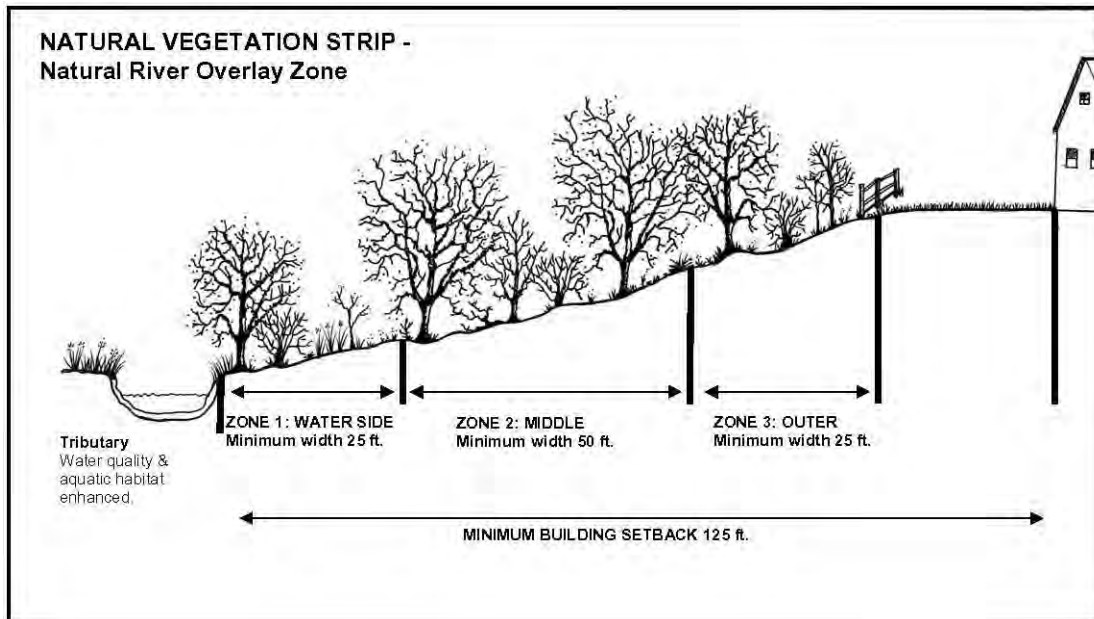 NATURAL VEGETATION STRIP -
Natural River Overlay Zone
ZONE 1: WATER SIDE
Minimum width 25 ft.
ZONE 2: MIDDLE
Minimum width 50 ft.
ZONE 3: OUTER
Minimum width 25 ft.
Tributary
Water quality &
aquatic habitat
enhanced.
MINIMUM BUILDING SETBACK 125 ft.